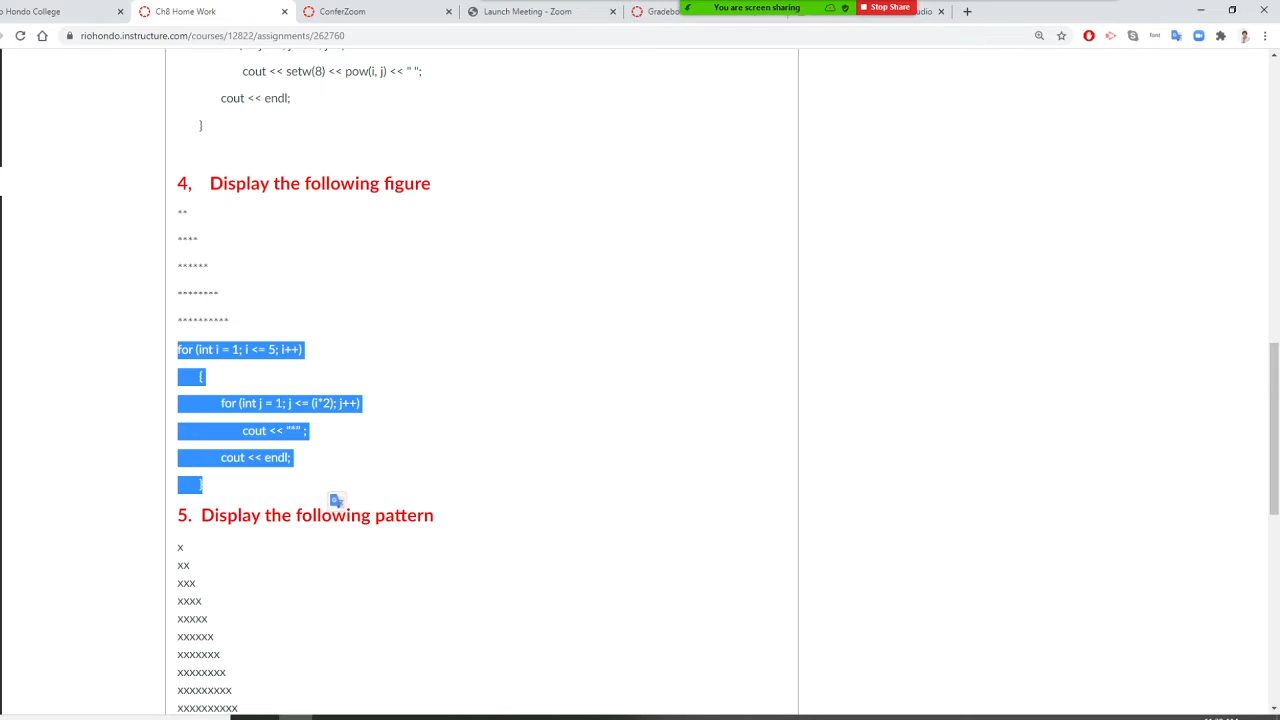 o Hondo College
Ch8 Home Work
ConferZoom
Launch Meeting - Zoom
Gradebo
You are screen sharing
Stop Share
udio
riohondo.instructure.com/courses/12822/assignments/262760
font
cout << setw(8) << pow(i, j) << " ";
cout << endl;
}
4, Display the following figure
**
****
******
********
**********
for (int i = 1; i <= 5; i++)
{
for (int j = 1; j <= (i*2); j++)
cout << "*" ;
cout << endl;
}
5. Display the following pattern
x
xx
xxx
xxxx
xxxxx
xxxxxx
xxxxxxx
xxxxxxxx
xxxxxxxxx
xxxxxxxxxx